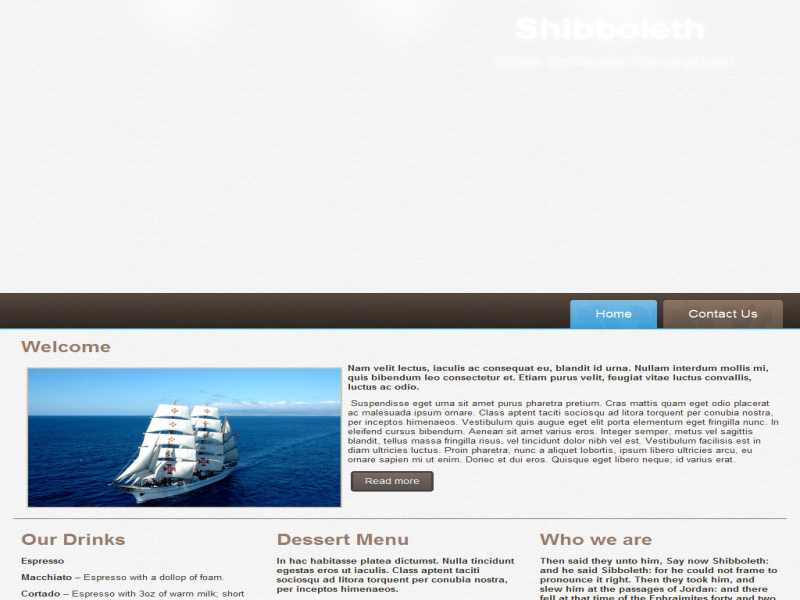 Shibboleth
Home
Contact Us
Welcome
Nam velit lectus, iaculis ac consequat eu, blandit id urna. Nullam interdum mollis mi,
quis bibendum leo consectetur et. Etiam purus velit, feugiat vitae luctus convallis,
luctus ac odio.
Suspendisse eget urna sit amet purus pharetra pretium. Cras mattis quam eget odio placerat
ac malesuada ipsum ornare. Class aptent taciti sociosqu ad litora torquent per conubia nostra,
per inceptos himenaeos. Vestibulum quis augue eget elit porta elementum eget fringilla nunc. In
eleifend cursus bibendum. Aenean sit amet varius eros. Integer semper, metus vel sagittis
blandit, tellus massa fringilla risus, vel tincidunt dolor nibh vel est. Vestibulum facilisis est in
diam ultricies luctus. Proin pharetra, nunc a aliquet lobortis, ipsum libero ultricies arcu, eu
ornare sapien mi ut enim. Donec et dui eros. Quisque eget libero neque, id varius erat.
Read more
Our Drinks
Espresso
Macchiato – Espresso with a dollop of foam.
Cortado – Espresso with 3oz of warm milk; short
Dessert Menu
In hac habitasse platea dictumst. Nulla tincidunt
egestas eros ut iaculis. Class aptent taciti
sociosqu ad litora torquent per conubia nostra,
per inceptos himenaeos.
Who we are
Then said they unto him, Say now Shibboleth:
and he said Sibboleth: for he could not frame to
pronounce it right. Then they took him, and
slew him at the passages of Jordan: and there
fell at that time of the Ephraimites forty and two